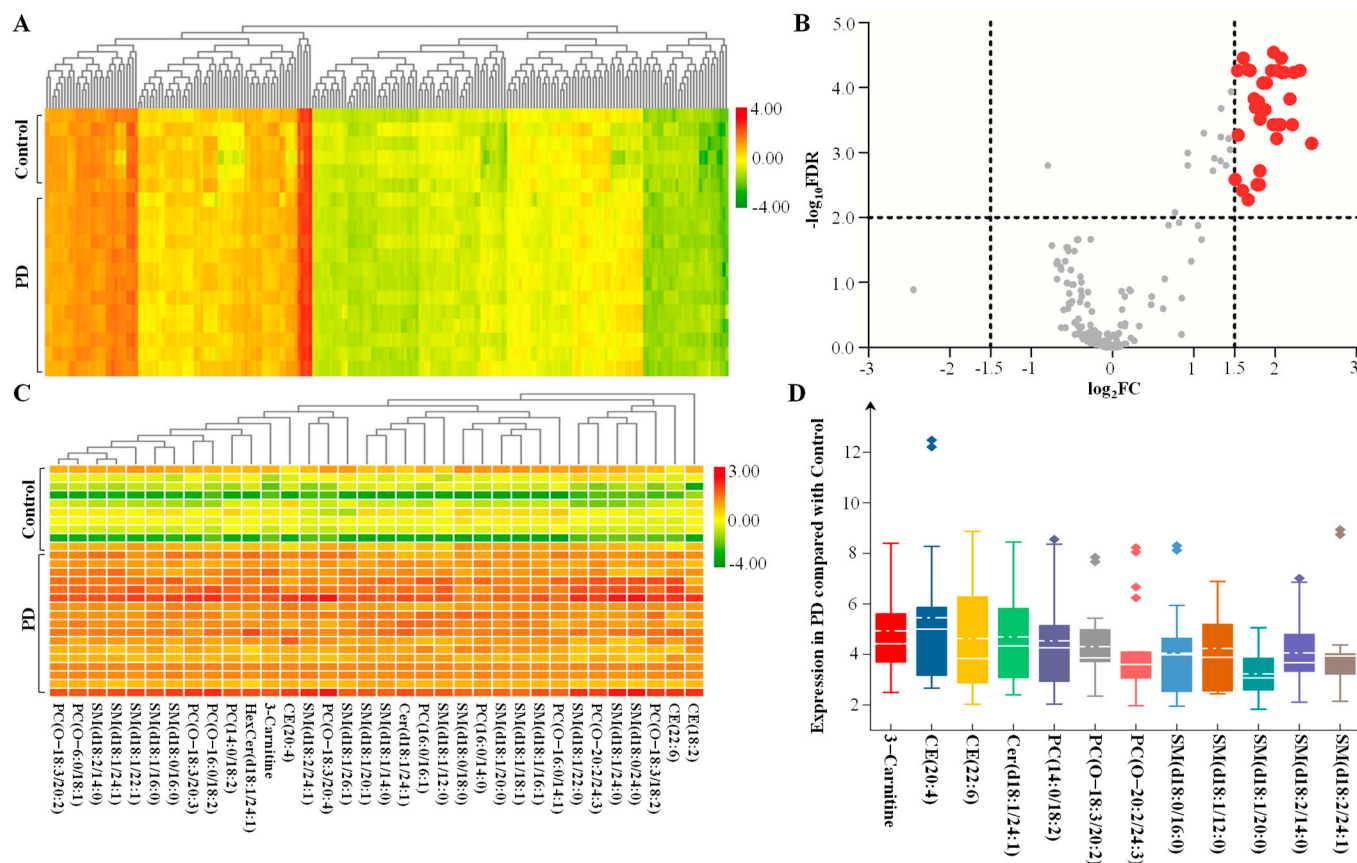 A
Control
PD
4.00
0.00
-4.00
B
-log10FDR
5.0
4.0
3.0
2.0
1.0
0
-3
-2
-1.5
-1
0
1
1.5
2
3
log2FC
C
Control
PD
3.00
0.00
-4.00
PC(O−18:3/20:2)
PC(O−6:0/18:1)
SM(d18:2/14:0)
SM(d18:1/24:1)
SM(d18:1/22:1)
SM(d18:1/16:0)
SM(d18:0/16:0)
PC(O−18:3/20:3)
PC(O−16:0/18:2)
PC(14:0/18:2)
HexCer(d18:1/24:1)
3-Carnitine
CE(20:4)
SM(d18:2/24:1)
PC(O−18:3/20:4)
SM(d18:1/26:1)
SM(d18:1/20:1)
SM(d18:1/14:0)
Cer(d18:1/24:1)
PC(16:0/16:1)
SM(d18:1/12:0)
SM(d18:0/18:0)
PC(16:0/14:0)
SM(d18:1/20:0)
SM(d18:1/18:1)
SM(d18:1/16:1)
PC(O−16:0/14:1)
SM(d18:1/22:0)
PC(O−20:2/24:3)
SM(d18:1/24:0)
SM(d18:0/24:0)
PC(O−18:3/18:2)
CE(22:6)
CE(18:2)
D
Expression in PD compared with Control
12
10
8
6
4
2
3−Carnitine
CE(20:4)
CE(22:6)
Cer(d18:1/24:1)
PC(14:0/18:2)
PC(O−18:3/20:2)
PC(O−20:2/24:3)
SM(d18:0/16:0)
SM(d18:1/12:0)
SM(d18:1/20:0)
SM(d18:2/14:0)
SM(d18:2/24:1)